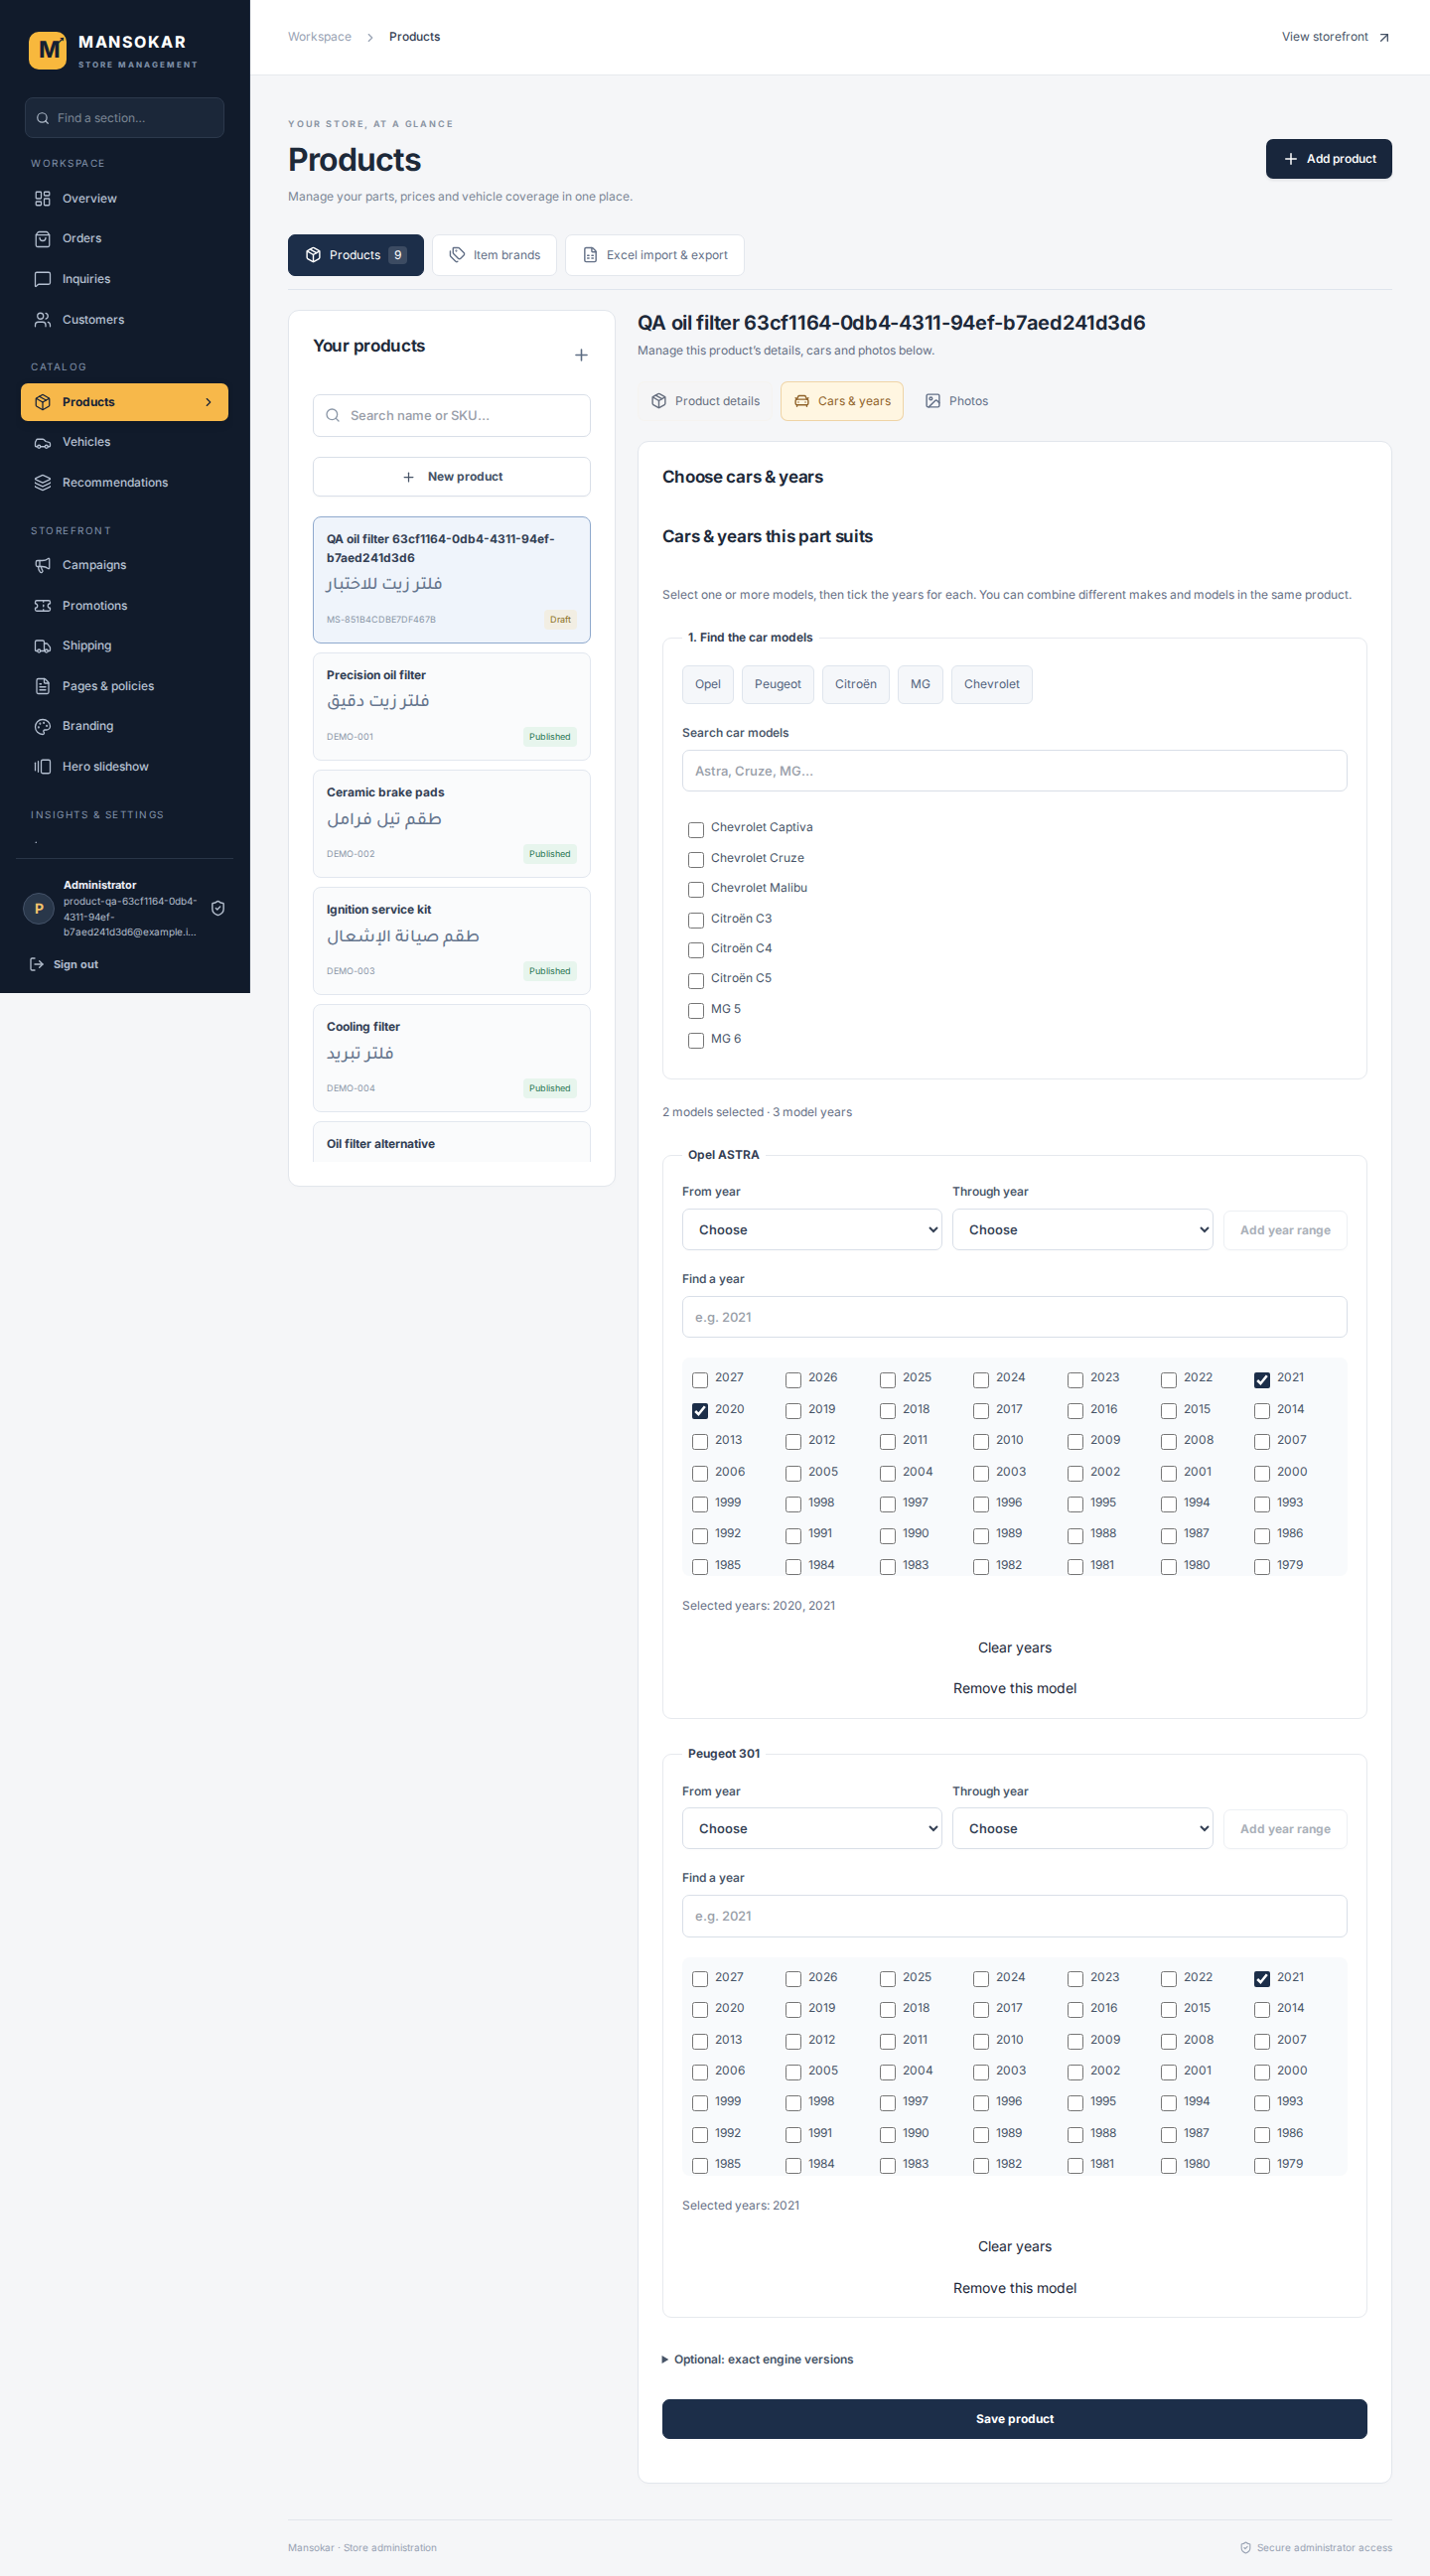 MANSOKAR
STORE MANAGEMENT
Find a section...
WORKSPACE
Overview
Orders
Inquiries
Customers
CATALOG
Products
Vehicles
Recommendations
STOREFRONT
Campaigns
Promotions
Shipping
Pages & policies
Branding
Hero slideshow
INSIGHTS & SETTINGS
P
Administrator
product-qa-63cf1164-0db4-
4311-94ef-
b7aed241d3d6@example.i...
Sign out
Workspace > Products
View storefront
YOUR STORE, AT A GLANCE
Products
Manage your parts, prices and vehicle coverage in one place.
Add product
Products 9
Item brands
Excel import & export
Your products
Search name or SKU...
New product
QA oil filter 63cf1164-0db4-4311-94ef-
b7aed241d3d6
فلتر زيت للاختبار
MS-851B4CDBE7DF467B Draft
Precision oil filter
فلتر زيت دقيق
DEMO-001 Published
Ceramic brake pads
طقم تيل فرامل
DEMO-002 Published
Ignition service kit
طقم صيانة الإشعال
DEMO-003 Published
Cooling filter
فلتر تبريد
DEMO-004 Published
Oil filter alternative
QA oil filter 63cf1164-0db4-4311-94ef-b7aed241d3d6
Manage this product's details, cars and photos below.
Product details
Cars & years
Photos
Choose cars & years
Cars & years this part suits
Select one or more models, then tick the years for each. You can combine different makes and models in the same product.
1. Find the car models
Opel Peugeot Citroën MG Chevrolet
Search car models
Astra, Cruze, MG...
Chevrolet Captiva
Chevrolet Cruze
Chevrolet Malibu
Citroën C3
Citroën C4
Citroën C5
MG 5
MG 6
2 models selected · 3 model years
Opel ASTRA
From year Through year
Choose Choose Add year range
Find a year
e.g. 2021
2027 2026 2025 2024 2023 2022 2021
2020 2019 2018 2017 2016 2015 2014
2013 2012 2011 2010 2009 2008 2007
2006 2005 2004 2003 2002 2001 2000
1999 1998 1997 1996 1995 1994 1993
1992 1991 1990 1989 1988 1987 1986
1985 1984 1983 1982 1981 1980 1979
Selected years: 2020, 2021
Clear years
Remove this model
Peugeot 301
From year Through year
Choose Choose Add year range
Find a year
e.g. 2021
2027 2026 2025 2024 2023 2022 2021
2020 2019 2018 2017 2016 2015 2014
2013 2012 2011 2010 2009 2008 2007
2006 2005 2004 2003 2002 2001 2000
1999 1998 1997 1996 1995 1994 1993
1992 1991 1990 1989 1988 1987 1986
1985 1984 1983 1982 1981 1980 1979
Selected years: 2021
Clear years
Remove this model
Optional: exact engine versions
Save product
Mansokar · Store administration
Secure administrator access